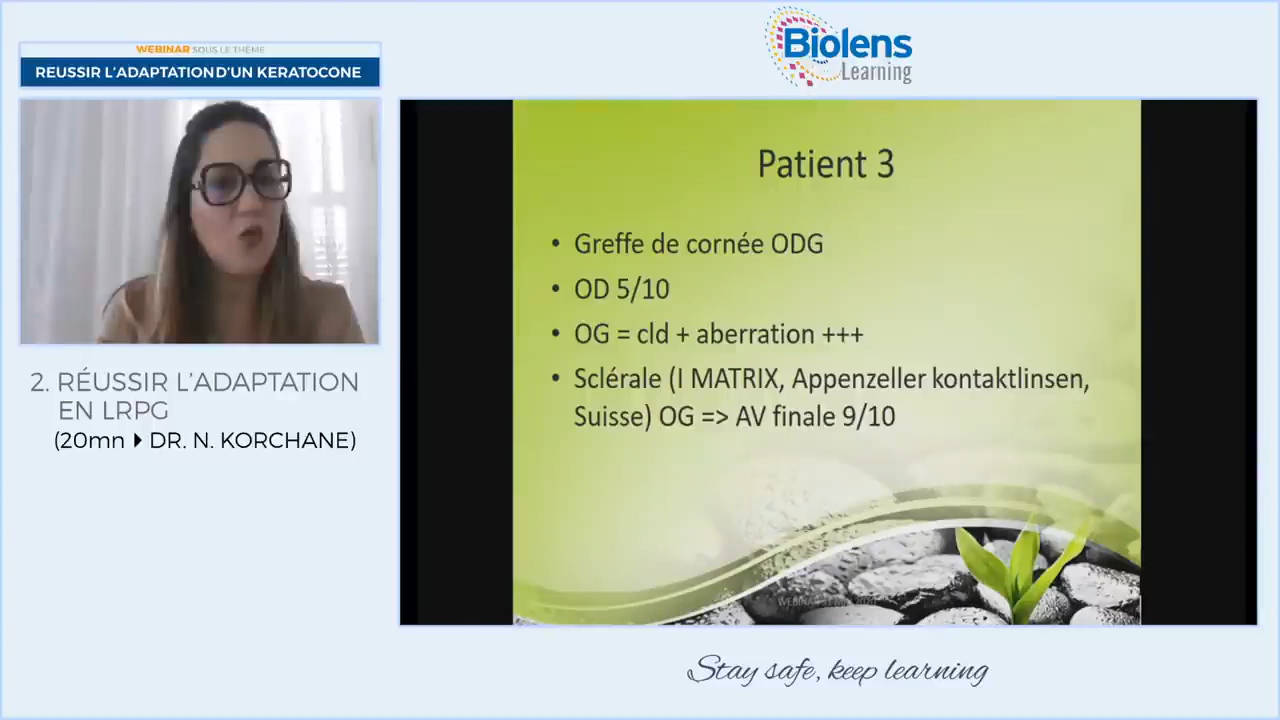 Biolens
Learning
WEBINAR SOUS LE THÈME
REUSSIR L'ADAPTATION D'UN KERATOCONE
Patient 3
• Greffe de cornée ODG
• OD 5/10
• OG = cld + aberration +++
• Sclérale (I MATRIX, Appenzeller kontaktlinsen,
Suisse) OG => AV finale 9/10
2. RÉUSSIR L'ADAPTATION
EN LRPG
(20mn DR. N. KORCHANE)
Stay safe, keep learning